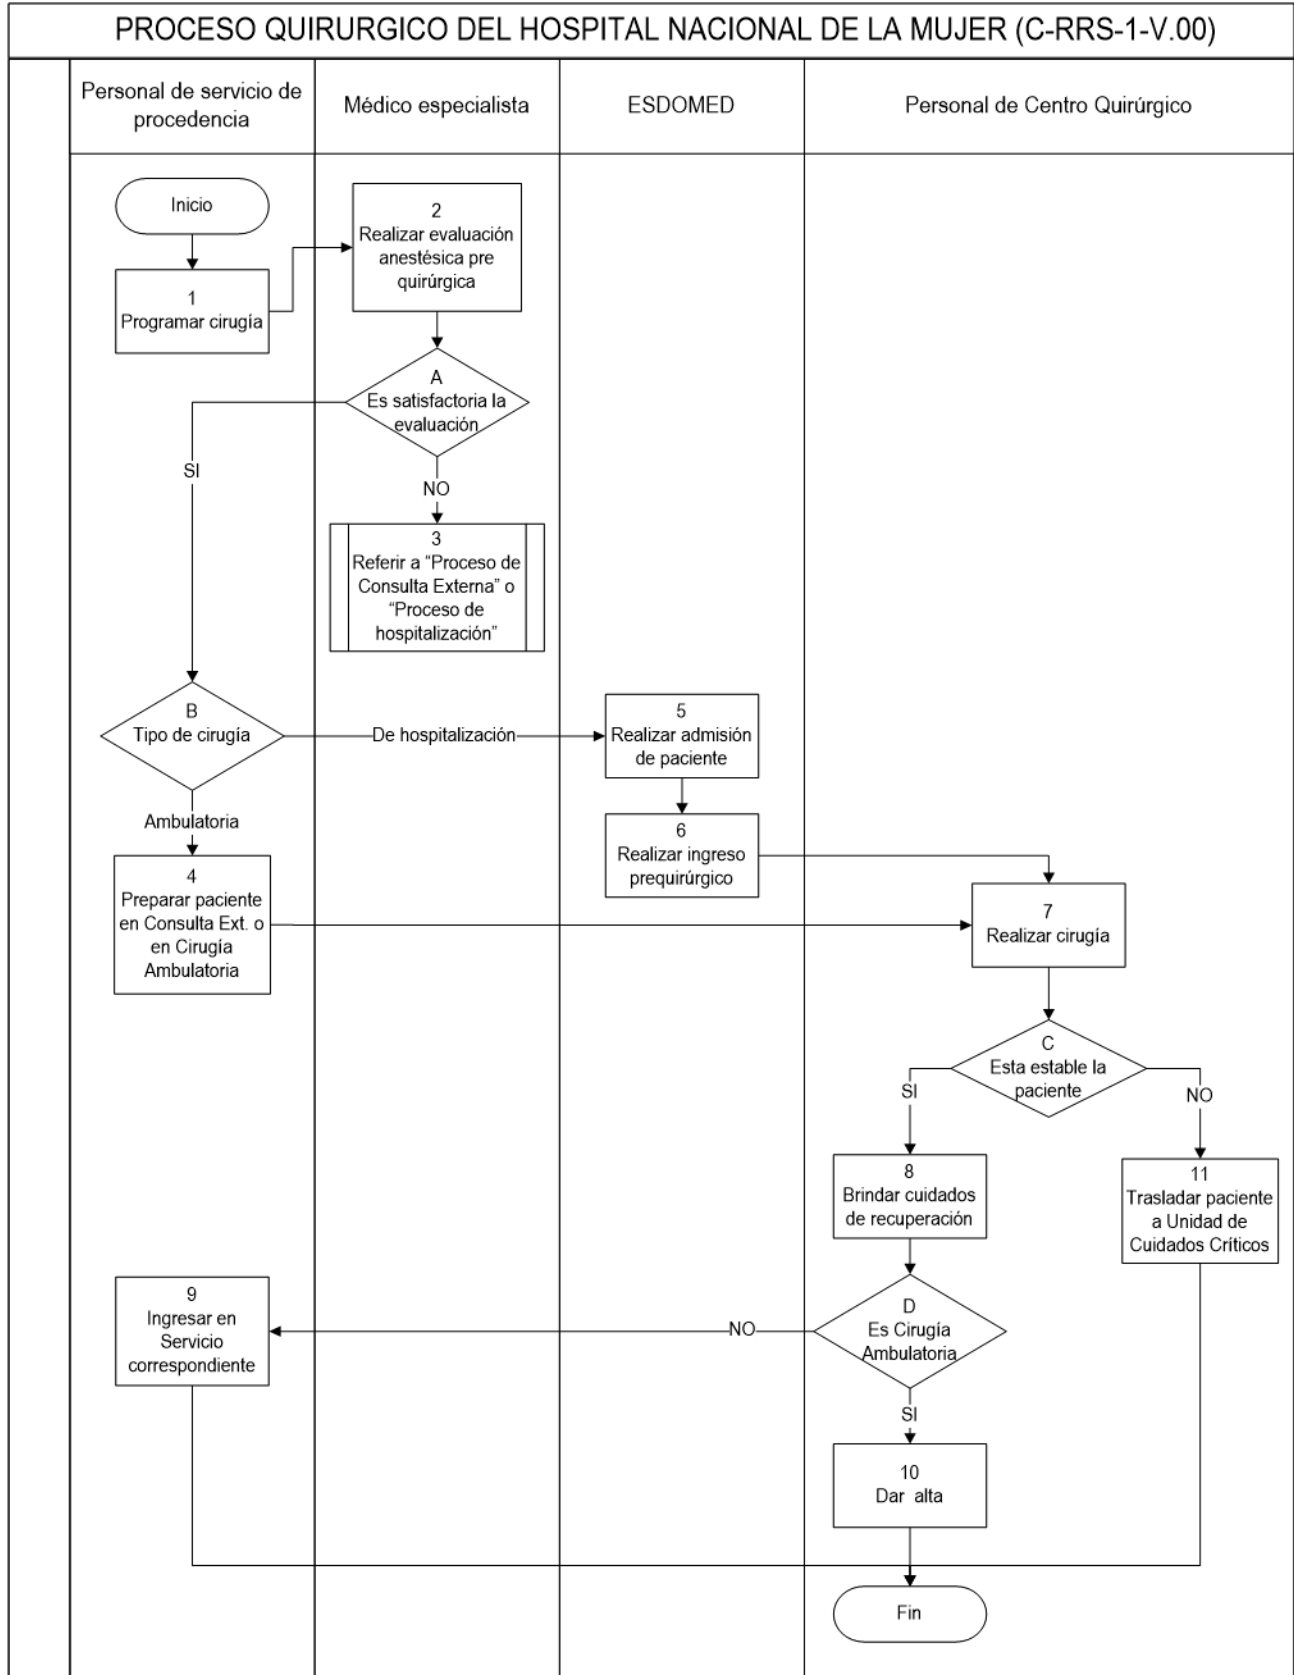 PROCESO QUIRURGICO DEL HOSPITAL NACIONAL DE LA MUJER (C-RRS-1-V.00)
Personal de servicio de
procedencia
Médico especialista
ESDOMED
Personal de Centro Quirúrgico
Inicio
1
Programar cirugía
2
Realizar evaluación
anestésica pre
quirúrgica
A
Es satisfactoria la
evaluación
SI
NO
3
Referir a “Proceso de
Consulta Externa” o
“Proceso de
hospitalización”
B
Tipo de cirugía
De hospitalización
5
Realizar admisión
de paciente
Ambulatoria
6
Realizar ingreso
prequirúrgico
4
Preparar paciente
en Consulta Ext. o
en Cirugía
Ambulatoria
7
Realizar cirugía
C
Esta estable la
paciente
SI
NO
8
Brindar cuidados
de recuperación
11
Trasladar paciente
a Unidad de
Cuidados Críticos
D
Es Cirugía
Ambulatoria
NO
9
Ingresar en
Servicio
correspondiente
SI
10
Dar alta
Fin